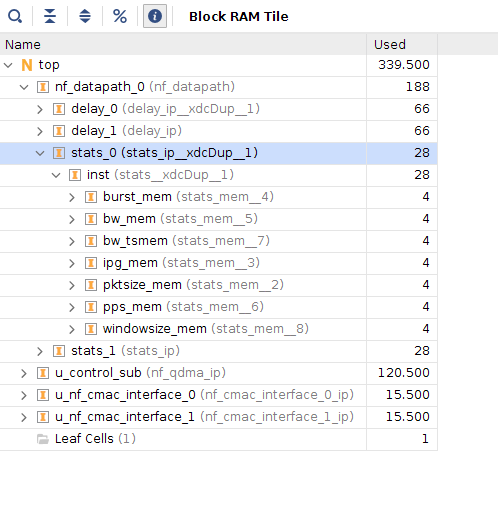 Block RAM Tile
Name Used
top 339.500
nf_datapath_0 (nf_datapath) 188
delay_0 (delay_ip__xdcDup__1) 66
delay_1 (delay_ip) 66
stats_0 (stats_ip__xdcDup__1) 28
inst (stats__xdcDup__1) 28
burst_mem (stats_mem__4) 4
bw_mem (stats_mem__5) 4
bw_tsmem (stats_mem__7) 4
ipg_mem (stats_mem__3) 4
pktsize_mem (stats_mem__2) 4
pps_mem (stats_mem__6) 4
windowsize_mem (stats_mem__8) 4
stats_1 (stats_ip) 28
u_control_sub (nf_qdma_ip) 120.500
u_nf_cmac_interface_0 (nf_cmac_interface_0_ip) 15.500
u_nf_cmac_interface_1 (nf_cmac_interface_1_ip) 15.500
Leaf Cells (1) 1